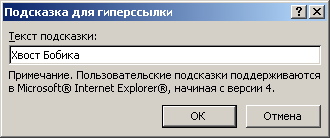 Подсказка для гиперссылки
Текст подсказки:
Хвост Бобика
Примечание. Пользовательские подсказки поддерживаются
в Microsoft® Internet Explorer®, начиная с версии 4.
ОК
Отмена